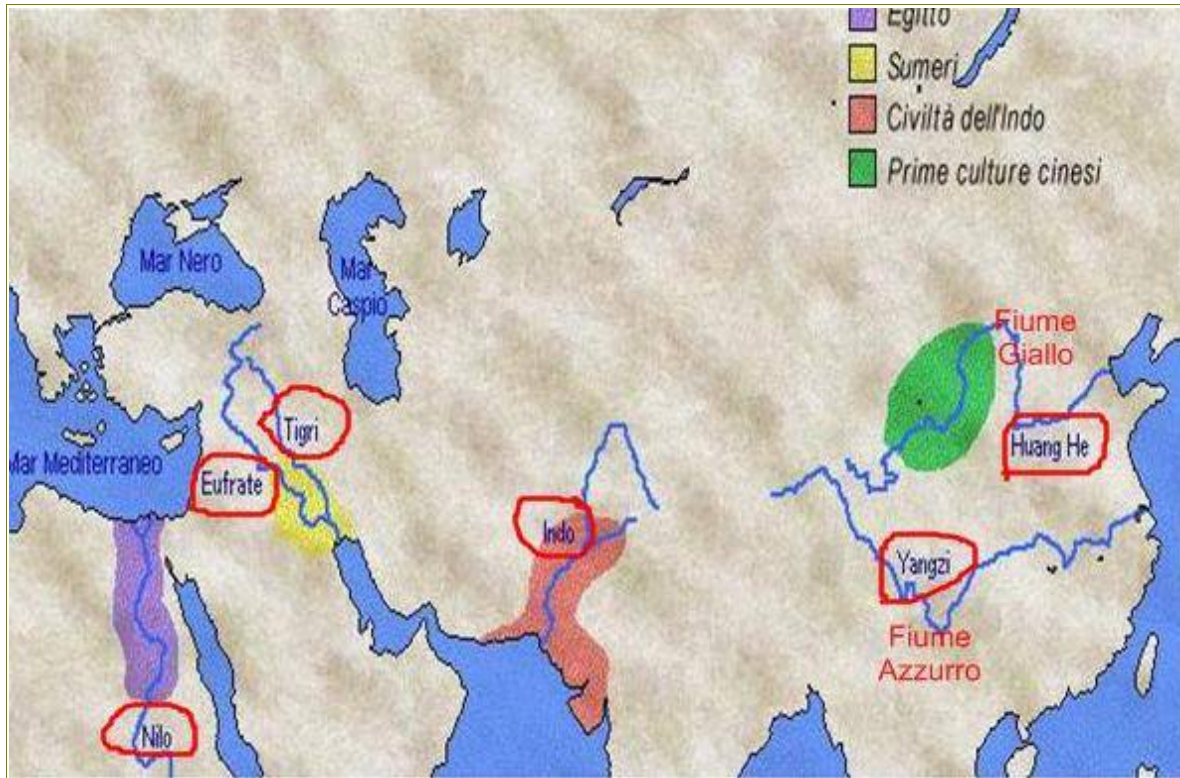 Egitto
Sumeri
Civiltà dell'Indo
Prime culture cinesi
Mar Nero
Mar
Caspio
Fiume
Giallo
Tigri
Huang He
Mar Mediterraneo
Eufrate
Indo
Yangzi
Fiume
Azzurro
Nilo